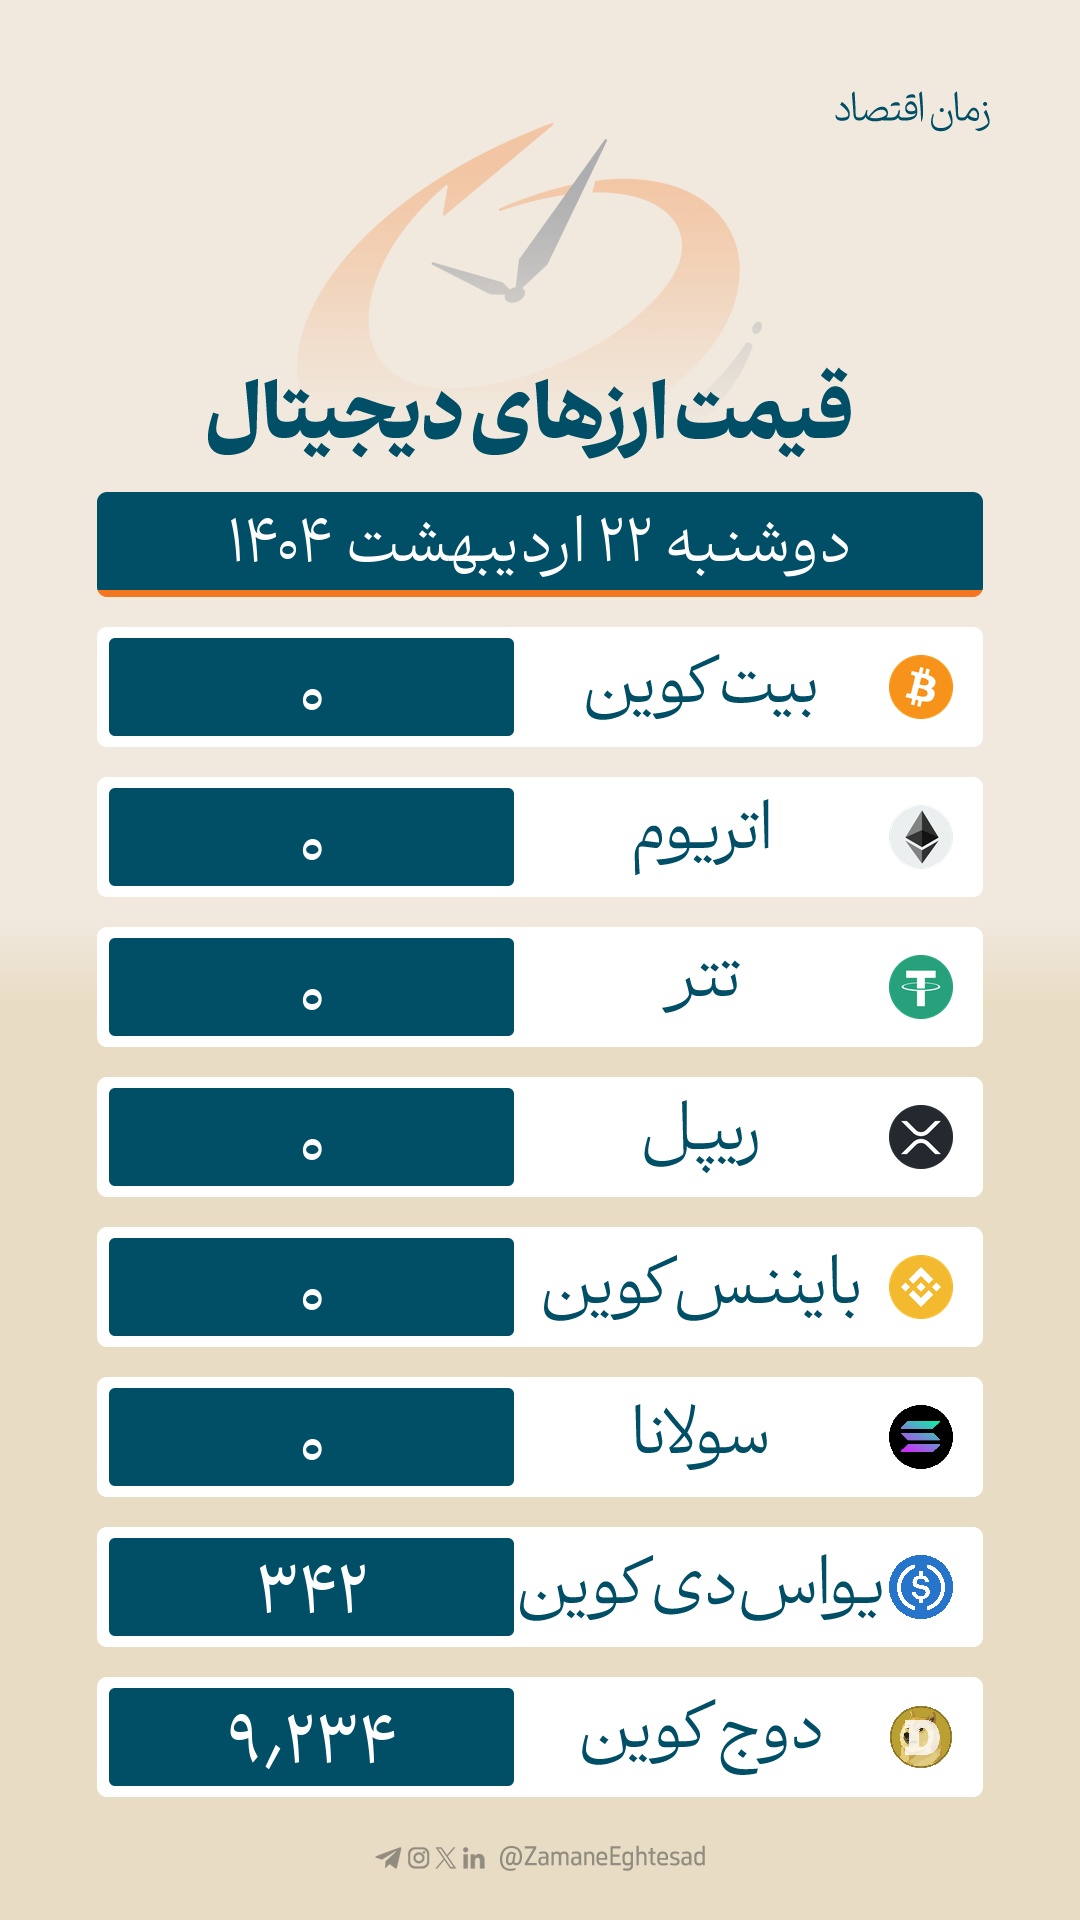 زمان اقتصاد
قیمت ارزهای دیجیتال
دوشنبه ۲۲ اردیبهشت ۱۴۰۴
بیت کوین ۰
اتریوم ۰
تتر ۰
ریپل ۰
بایننس کوین ۰
سولانا ۰
یو اس دی کوین ۳۴۲
دوج کوین ۹,۲۳۴
@ZamaneEghtesad